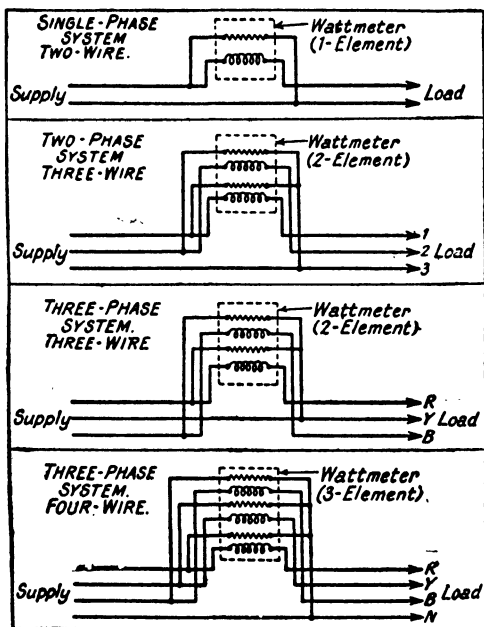 SINGLE-PHASE
SYSTEM
TWO-WIRE.
Wattmeter
(1-Element)
Supply
Load
TWO-PHASE
SYSTEM
THREE-WIRE
Wattmeter
(2-Element)
1
Supply
2 Load
3
THREE-PHASE
SYSTEM.
THREE-WIRE
Wattmeter
(2-Element)
R
Supply
Y Load
B
THREE-PHASE
SYSTEM.
FOUR-WIRE.
Wattmeter
(3-Element).
R
Y
Supply
B Load
N